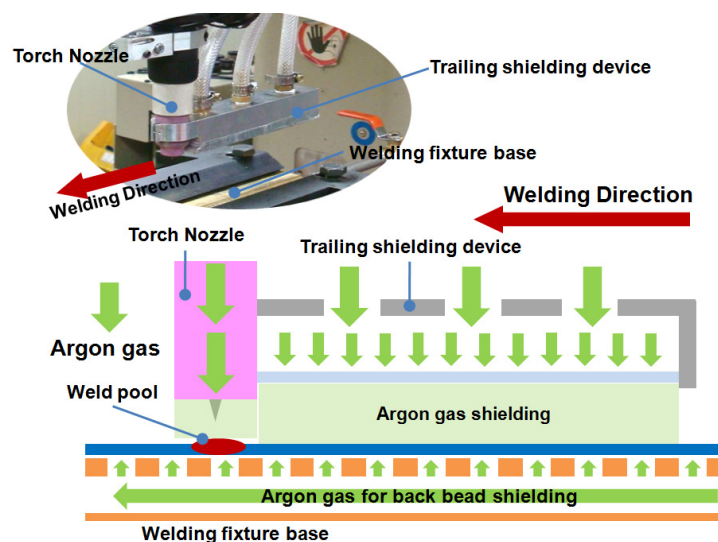 Torch Nozzle
Trailing shielding device
Welding fixture base
Welding Direction
Welding Direction
Torch Nozzle
Trailing shielding device
Argon gas
Weld pool
Argon gas shielding
Argon gas for back bead shielding
Welding fixture base